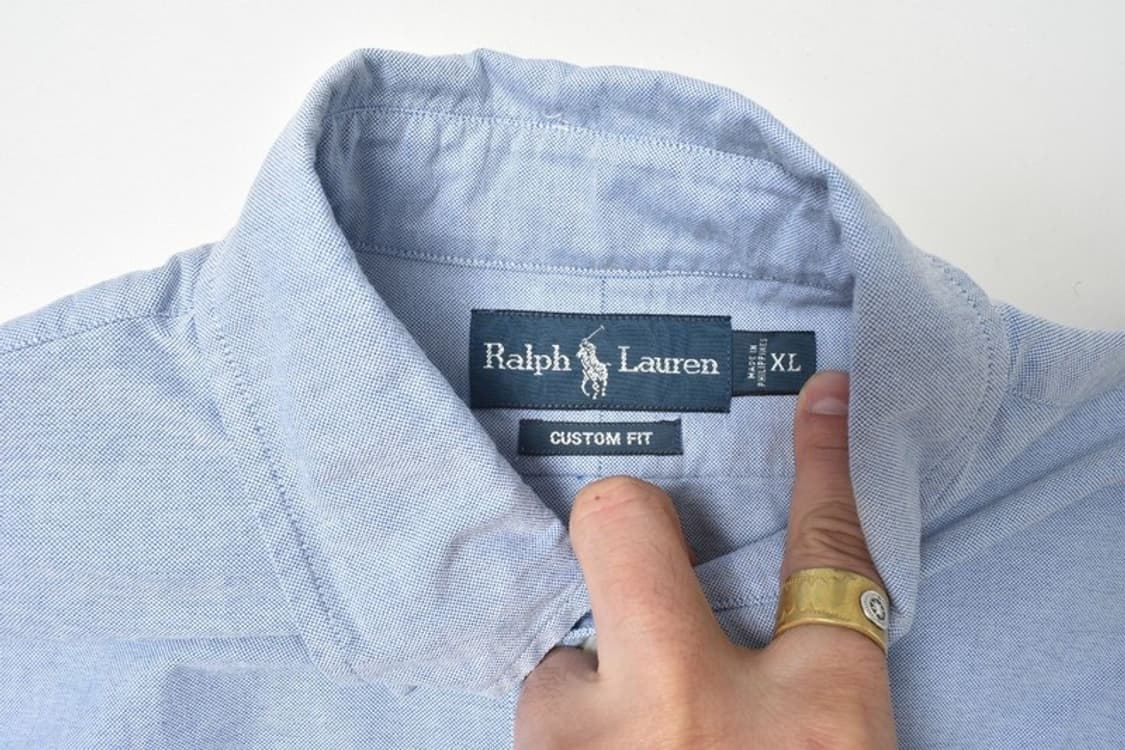 Ralph Lauren
MADE IN
PHILIPPINES
XL
CUSTOM FIT